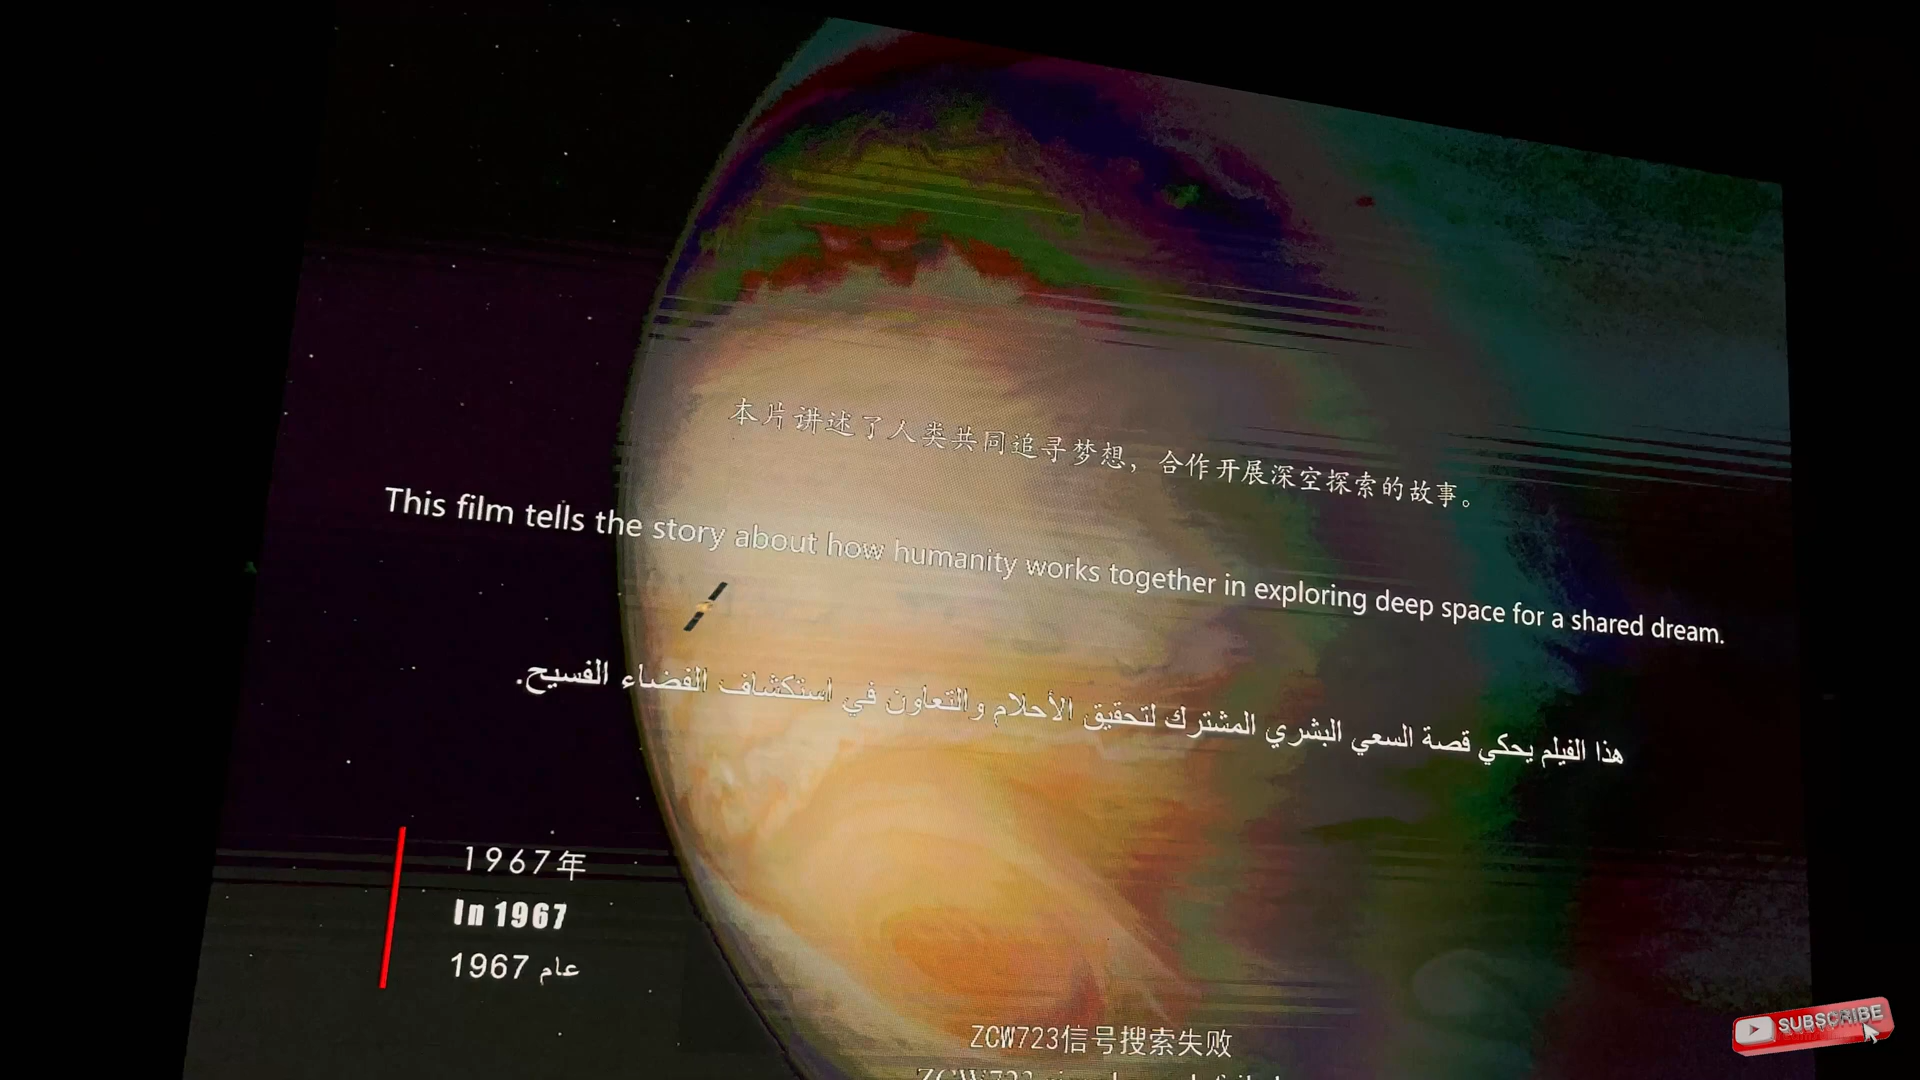 本片讲述了人类共同追寻梦想，合作开展深空探索的故事。
This film tells the story about how humanity works together in exploring deep space for a shared dream.
هذا الفيلم يحكي قصة السعي البشري المشترك لتحقيق الأحلام والتعاون في استكشاف الفضاء الفسيح.
1967年
In 1967
عام 1967
ZCW723信号搜索失败
SUBSCRIBE